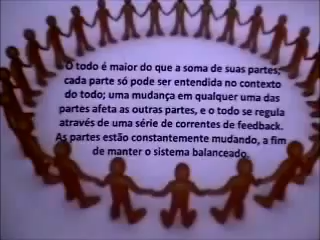 O todo é maior do que a soma de suas partes;
cada parte só pode ser entendida no contexto
do todo; uma mudança em qualquer uma das
partes afeta as outras partes, e o todo se regula
através de uma série de correntes de feedback.
As partes estão constantemente mudando, a fim
de manter o sistema balanceado.